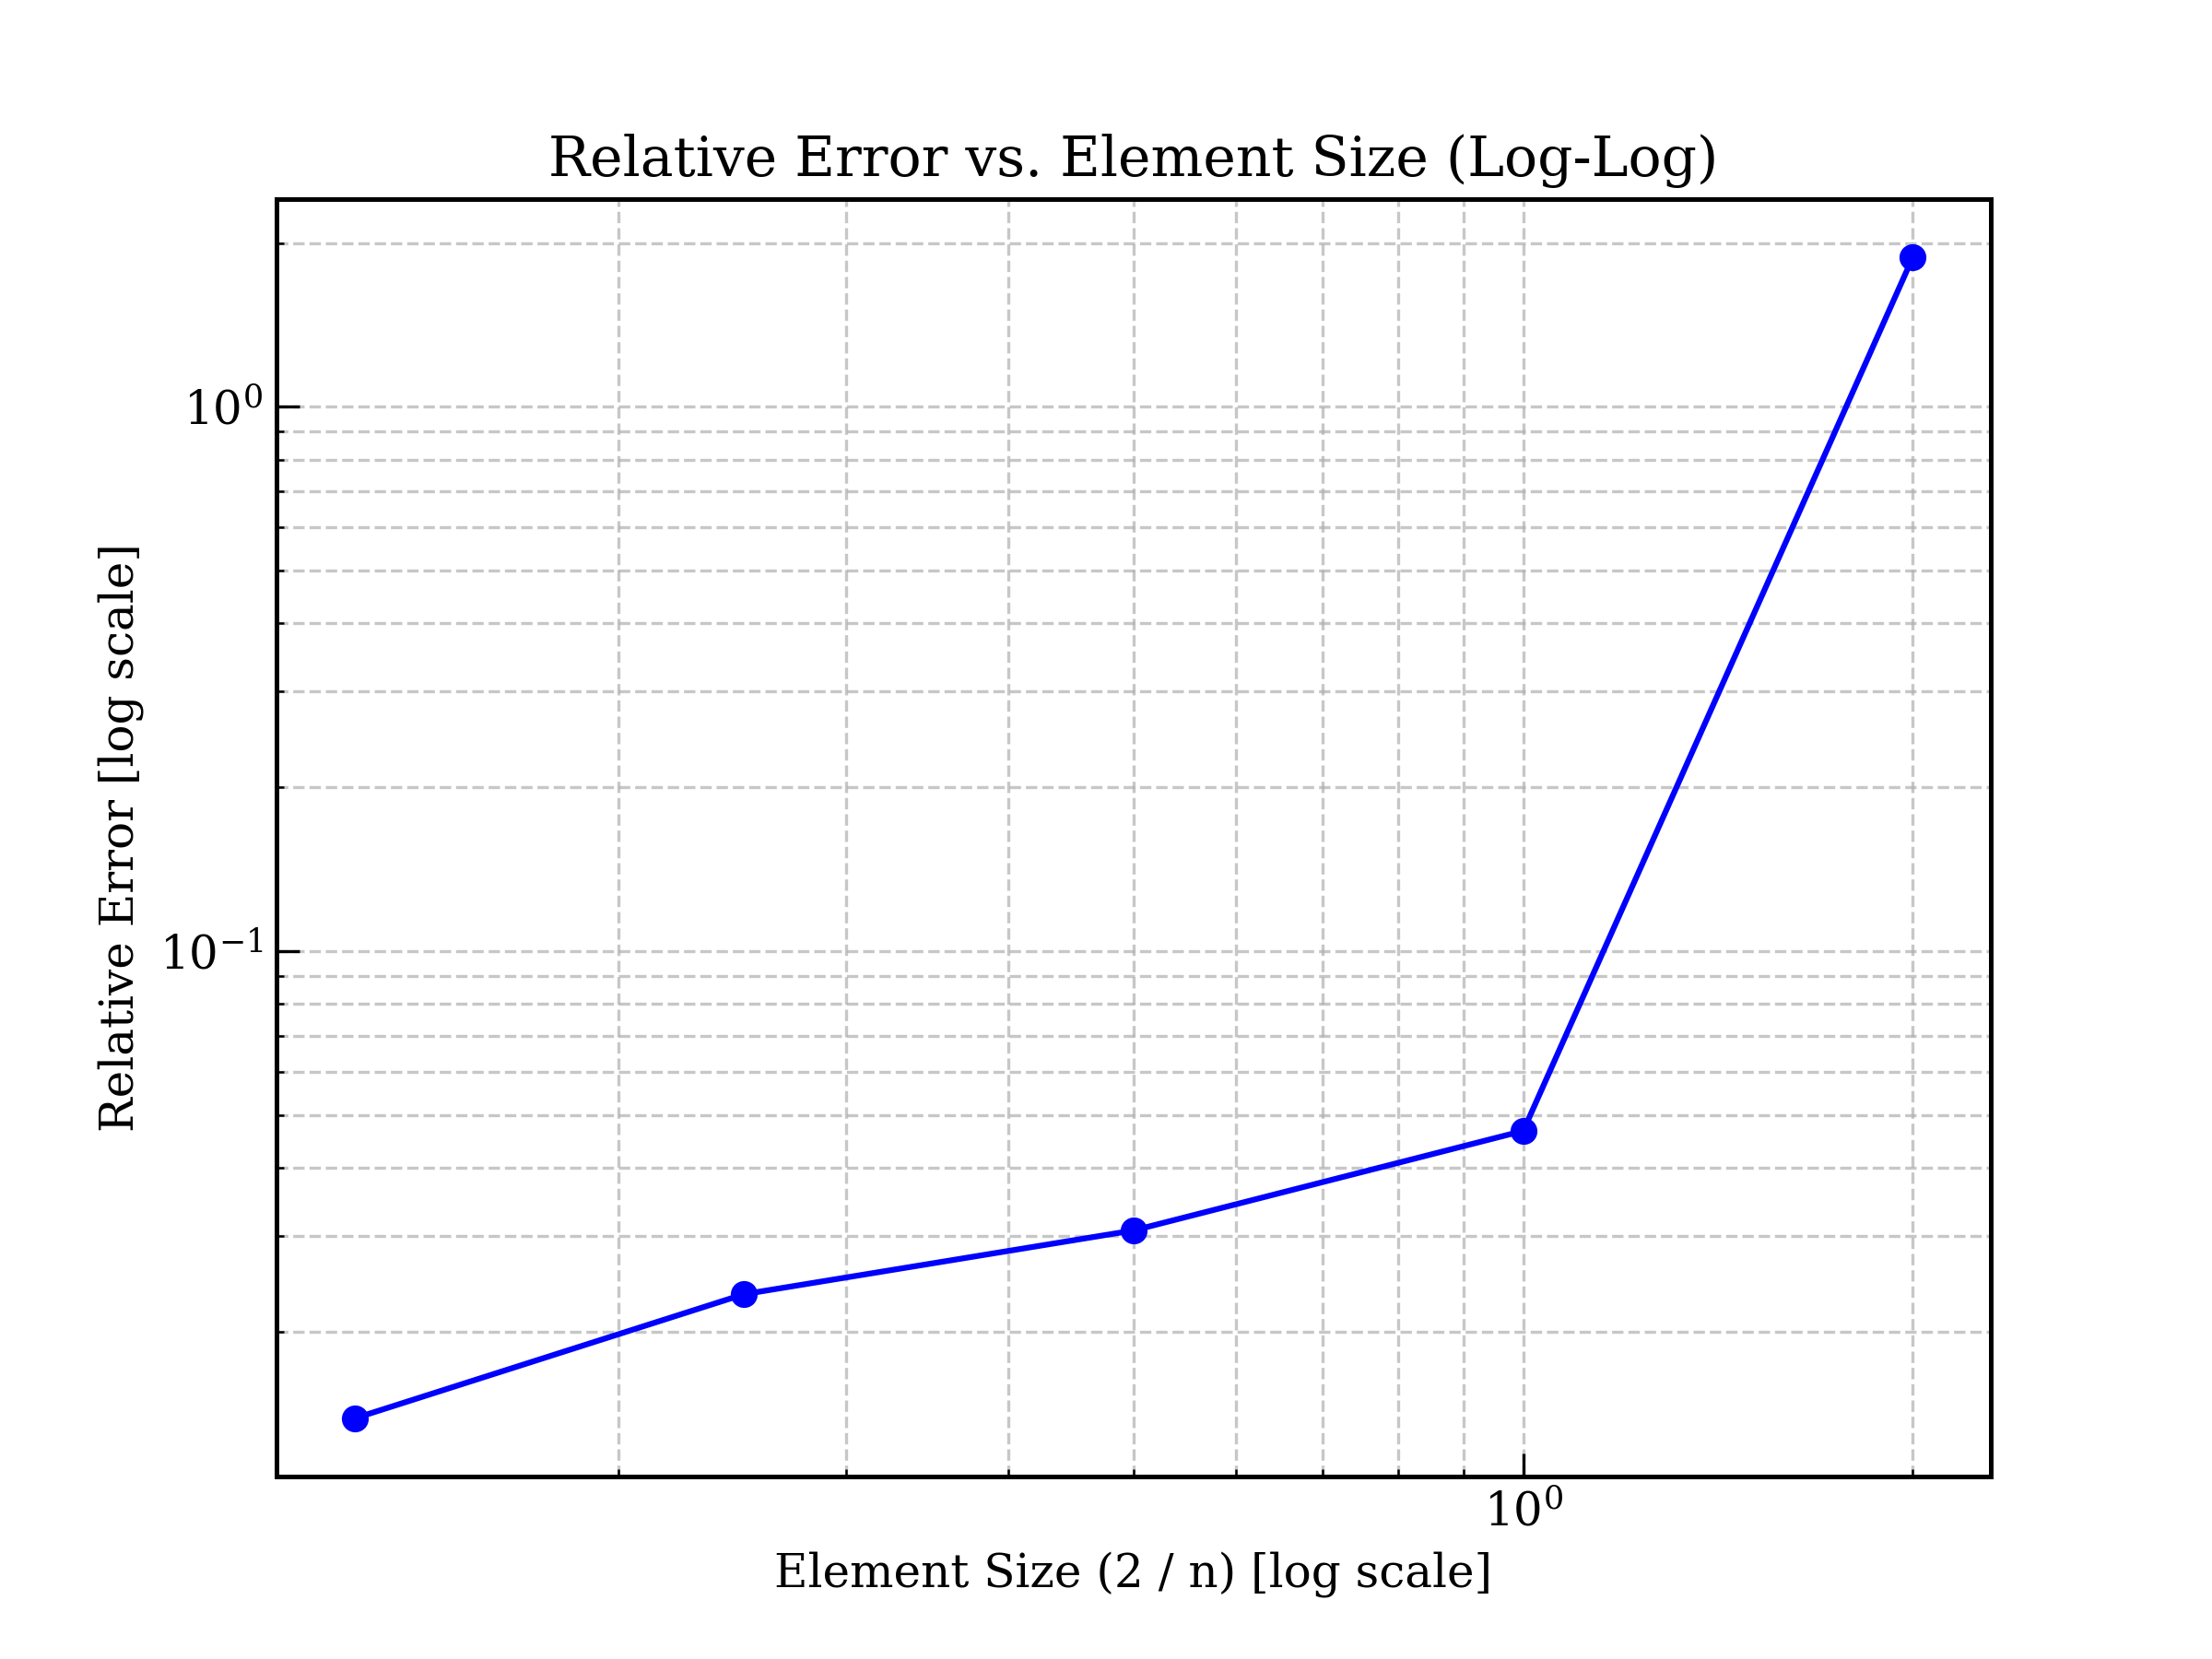 Relative Error vs. Element Size (Log-Log)
Relative Error [log scale]
10⁰
10⁻¹
10⁰
Element Size (2 / n) [log scale]